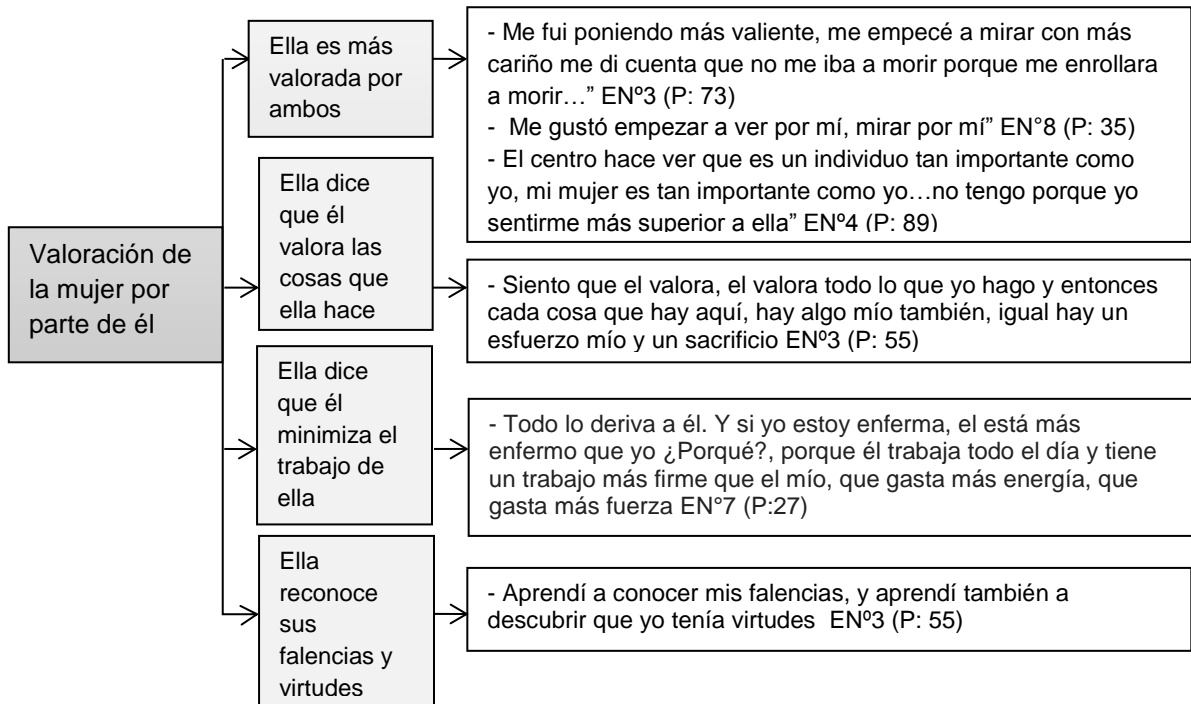 Valoración de
la mujer por
parte de él
Ella es más
valorada por
ambos
- Me fui poniendo más valiente, me empecé a mirar con más
cariño me di cuenta que no me iba a morir porque me enrollara
a morir…” ENº3 (P: 73)
- Me gustó empezar a ver por mí, mirar por mí” EN°8 (P: 35)
- El centro hace ver que es un individuo tan importante como
yo, mi mujer es tan importante como yo…no tengo porque yo
sentirme más superior a ella” ENº4 (P: 89)
Ella dice
que él
valora las
cosas que
ella hace
- Siento que el valora, el valora todo lo que yo hago y entonces
cada cosa que hay aquí, hay algo mío también, igual hay un
esfuerzo mío y un sacrificio ENº3 (P: 55)
Ella dice
que él
minimiza el
trabajo de
ella
- Todo lo deriva a él. Y si yo estoy enferma, el está más
enfermo que yo ¿Porqué?, porque él trabaja todo el día y tiene
un trabajo más firme que el mío, que gasta más energía, que
gasta más fuerza EN°7 (P:27)
Ella
reconoce
sus
falencias y
virtudes
- Aprendí a conocer mis falencias, y aprendí también a
descubrir que yo tenía virtudes ENº3 (P: 55)